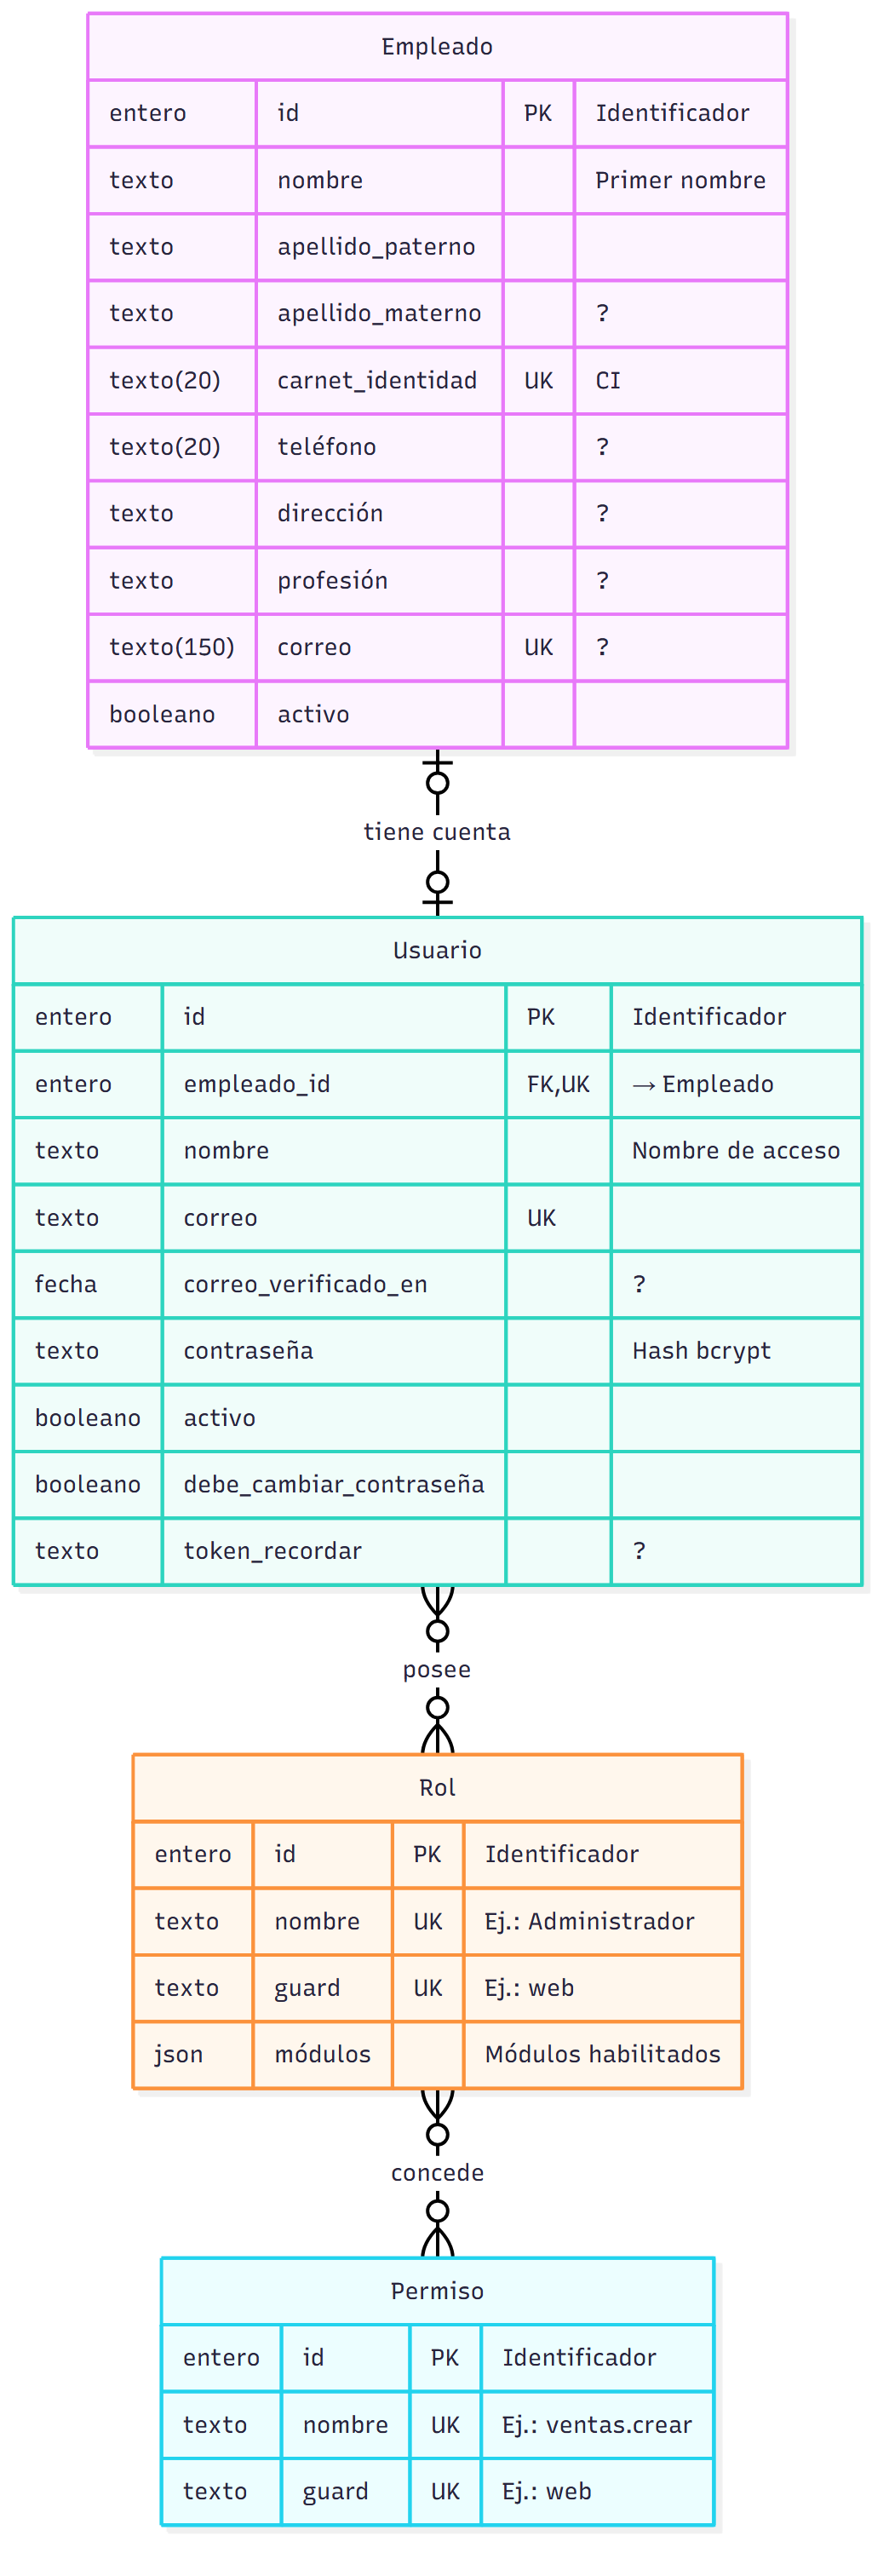 Empleado
entero id PK Identificador
texto nombre Primer nombre
texto apellido_paterno
texto apellido_materno ?
texto(20) carnet_identidad UK CI
texto(20) teléfono ?
texto dirección ?
texto profesión ?
texto(150) correo UK ?
booleano activo
tiene cuenta
Usuario
entero id PK Identificador
entero empleado_id FK,UK → Empleado
texto nombre Nombre de acceso
texto correo UK
fecha correo_verificado_en ?
texto contraseña Hash bcrypt
booleano activo
booleano debe_cambiar_contraseña
texto token_recordar ?
posee
Rol
entero id PK Identificador
texto nombre UK Ej.: Administrador
texto guard UK Ej.: web
json módulos Módulos habilitados
concede
Permiso
entero id PK Identificador
texto nombre UK Ej.: ventas.crear
texto guard UK Ej.: web